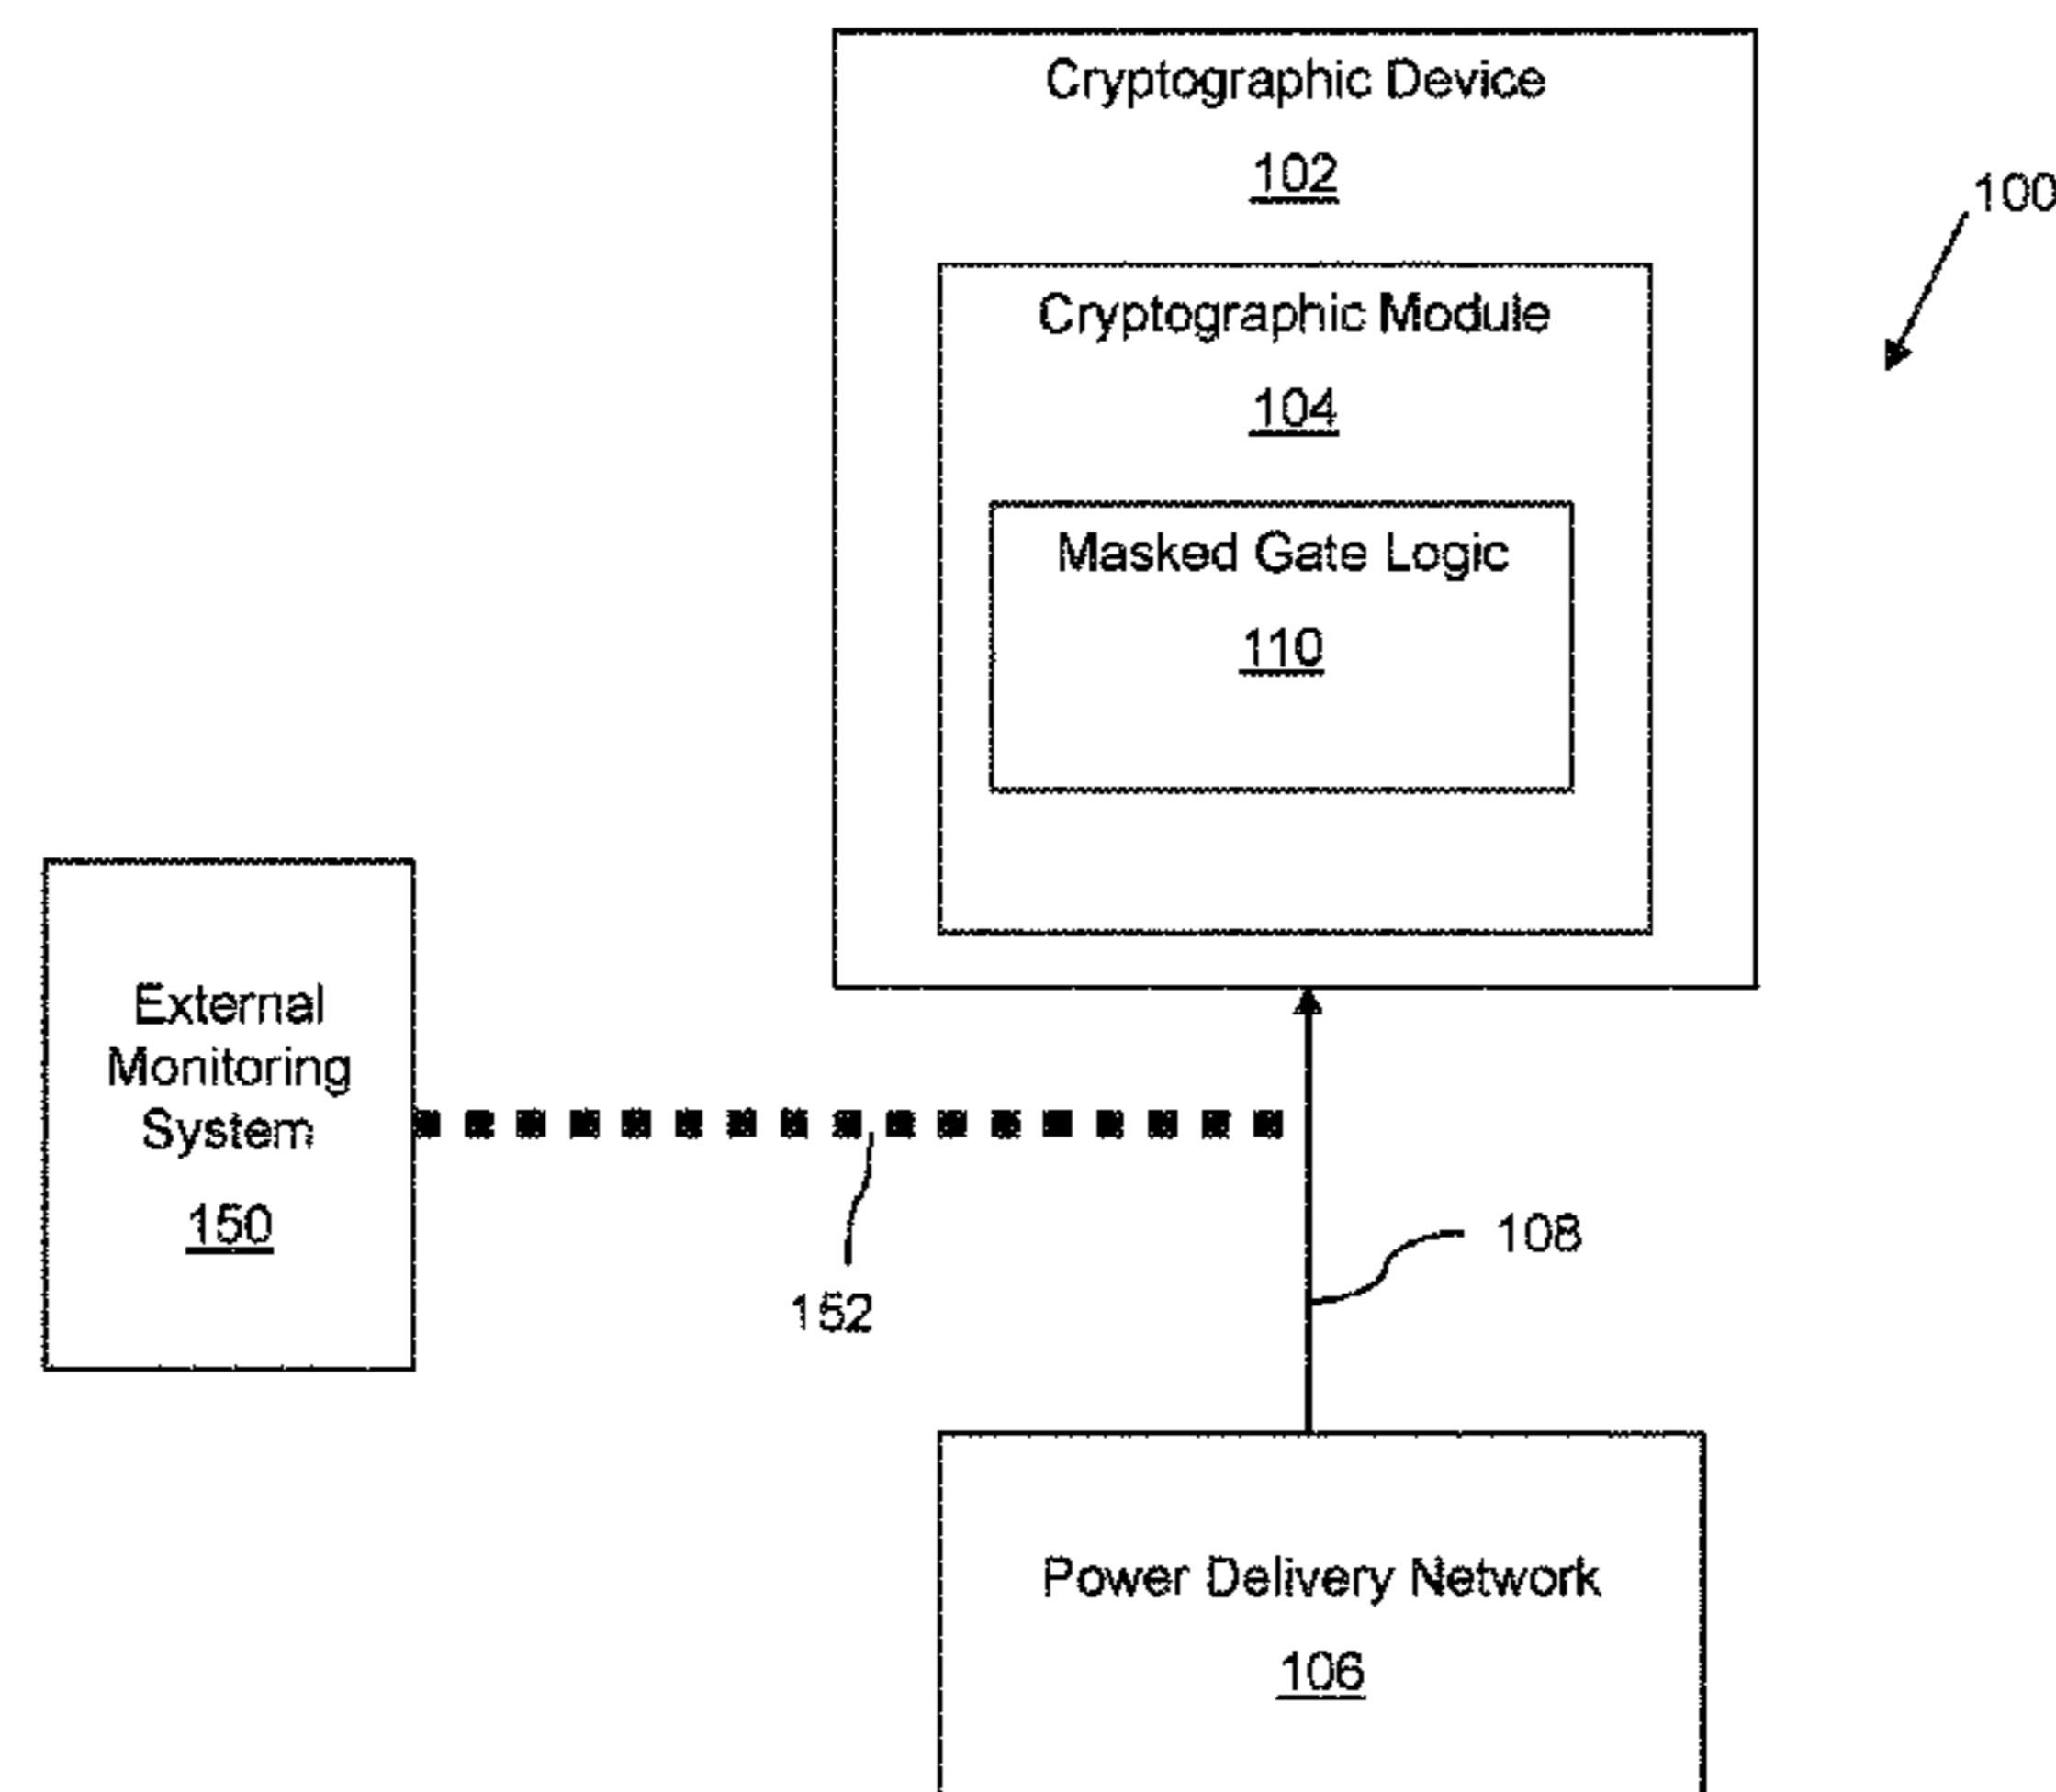 Cryptographic Device
102
100
Cryptographic Module
104
Masked Gate Logic
110
External
Monitoring
System
150
152
108
Power Delivery Network
106